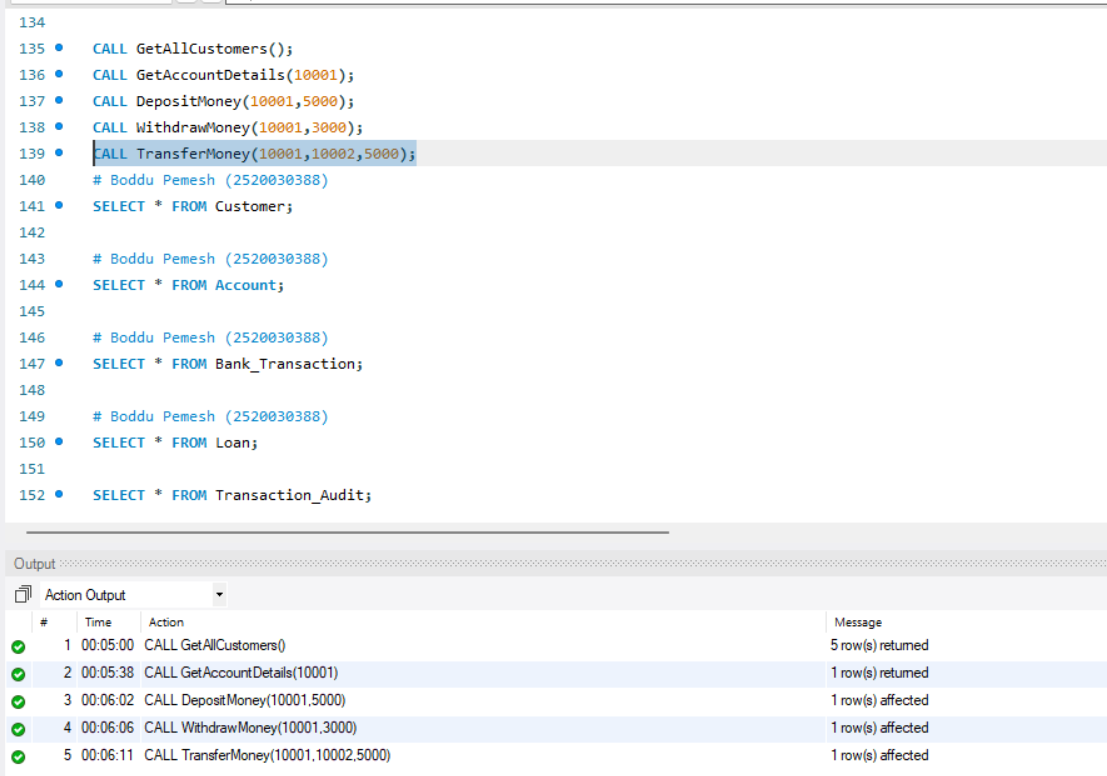 134
135 CALL GetAllCustomers();
136 CALL GetAccountDetails(10001);
137 CALL DepositMoney(10001,5000);
138 CALL WithdrawMoney(10001,3000);
139 CALL TransferMoney(10001,10002,5000);
140 # Boddu Pemesh (2520030388)
141 SELECT * FROM Customer;
142
143 # Boddu Pemesh (2520030388)
144 SELECT * FROM Account;
145
146 # Boddu Pemesh (2520030388)
147 SELECT * FROM Bank_Transaction;
148
149 # Boddu Pemesh (2520030388)
150 SELECT * FROM Loan;
151
152 SELECT * FROM Transaction_Audit;
Output
Action Output
# Time Action Message
1 00:05:00 CALL GetAllCustomers() 5 row(s) returned
2 00:05:38 CALL GetAccountDetails(10001) 1 row(s) returned
3 00:06:02 CALL DepositMoney(10001,5000) 1 row(s) affected
4 00:06:06 CALL WithdrawMoney(10001,3000) 1 row(s) affected
5 00:06:11 CALL TransferMoney(10001,10002,5000) 1 row(s) affected